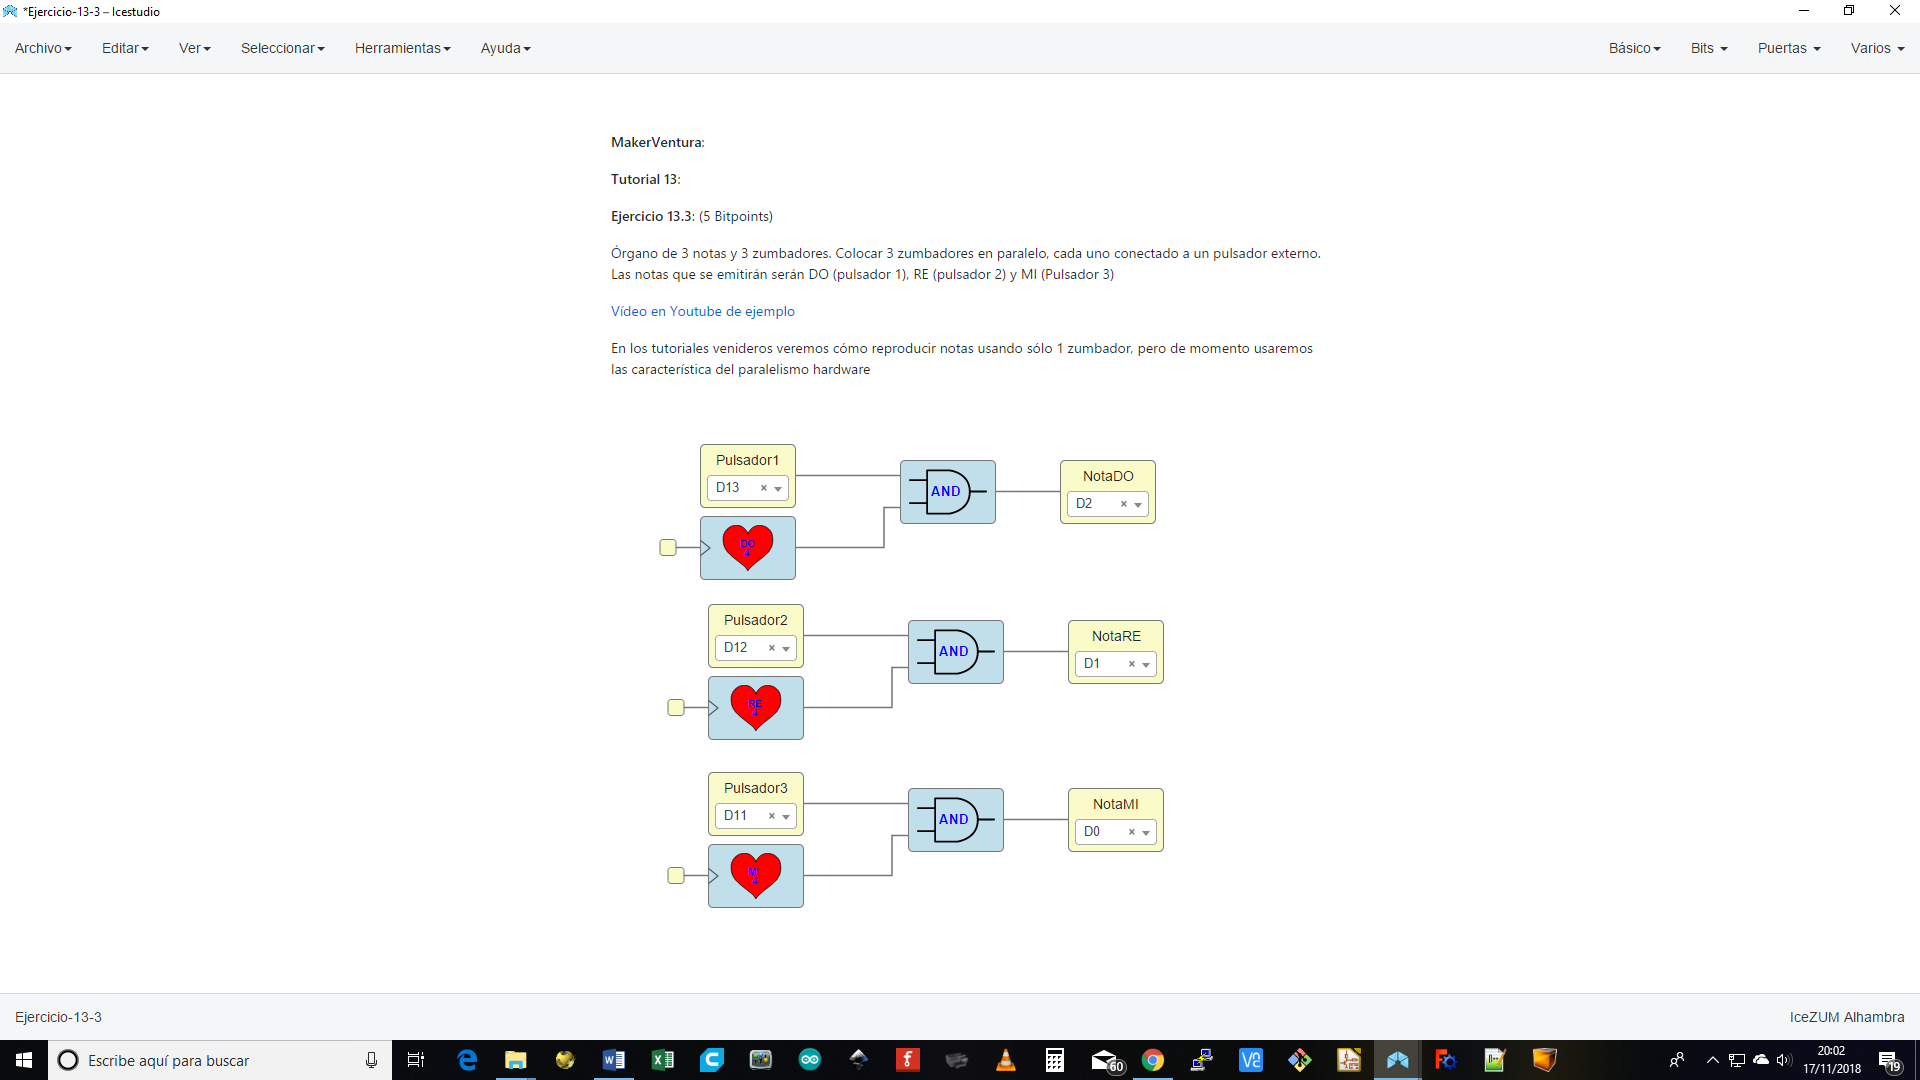 *Ejercicio-13-3 – Icestudio
Archivo Editar Ver Seleccionar Herramientas Ayuda Básico Bits Puertas Varios
MakerVentura:
Tutorial 13:
Ejercicio 13.3: (5 Bitpoints)
Órgano de 3 notas y 3 zumbadores. Colocar 3 zumbadores en paralelo, cada uno conectado a un pulsador externo.
Las notas que se emitirán serán DO (pulsador 1), RE (pulsador 2) y MI (Pulsador 3)
Vídeo en Youtube de ejemplo
En los tutoriales venideros veremos cómo reproducir notas usando sólo 1 zumbador, pero de momento usaremos
las característica del paralelismo hardware
Pulsador1
D13
AND
NotaDO
D2
DO
4
Pulsador2
D12
AND
NotaRE
D1
RE
4
Pulsador3
D11
AND
NotaMI
D0
MI
4
Ejercicio-13-3
IceZUM Alhambra
Escribe aquí para buscar
60
20:02
17/11/2018
19